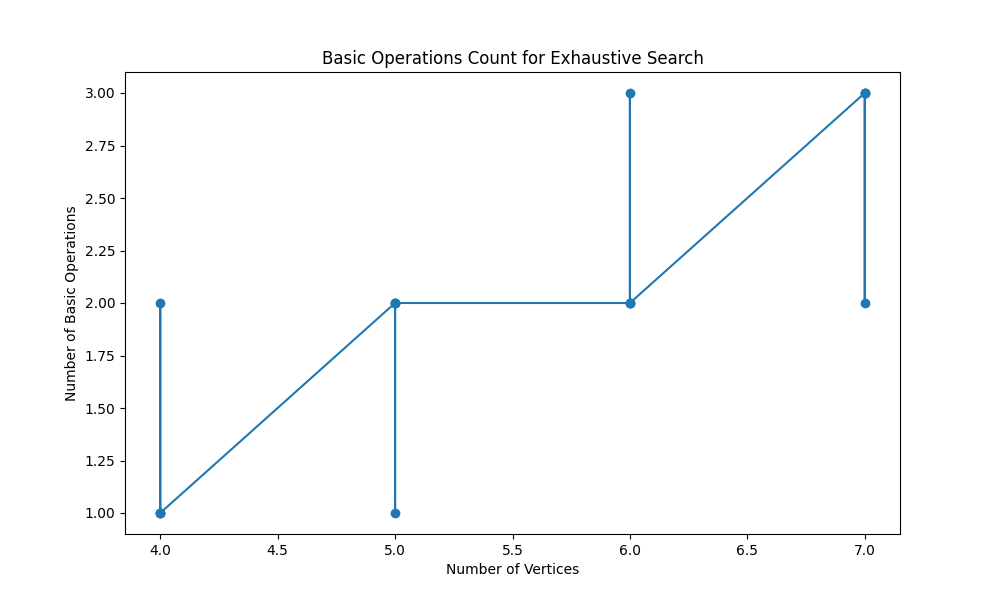 Basic Operations Count for Exhaustive Search
3.00
2.75
2.50
2.25
2.00
1.75
1.50
1.25
1.00
Number of Basic Operations
4.0 4.5 5.0 5.5 6.0 6.5 7.0
Number of Vertices